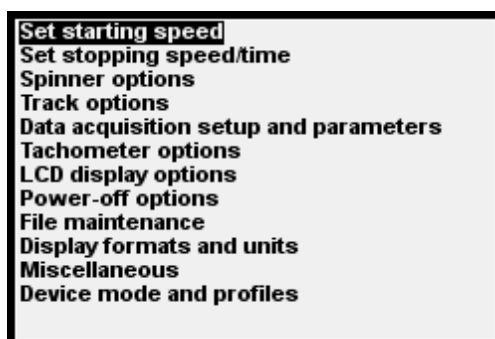 Set starting speed
Set stopping speed/time
Spinner options
Track options
Data acquisition setup and parameters
Tachometer options
LCD display options
Power-off options
File maintenance
Display formats and units
Miscellaneous
Device mode and profiles